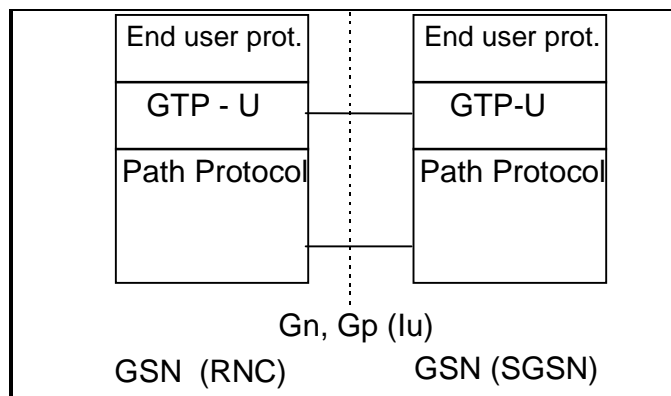 End user prot.
End user prot.
GTP - U
GTP-U
Path Protocol
Path Protocol
Gn, Gp (Iu)
GSN (RNC)
GSN (SGSN)